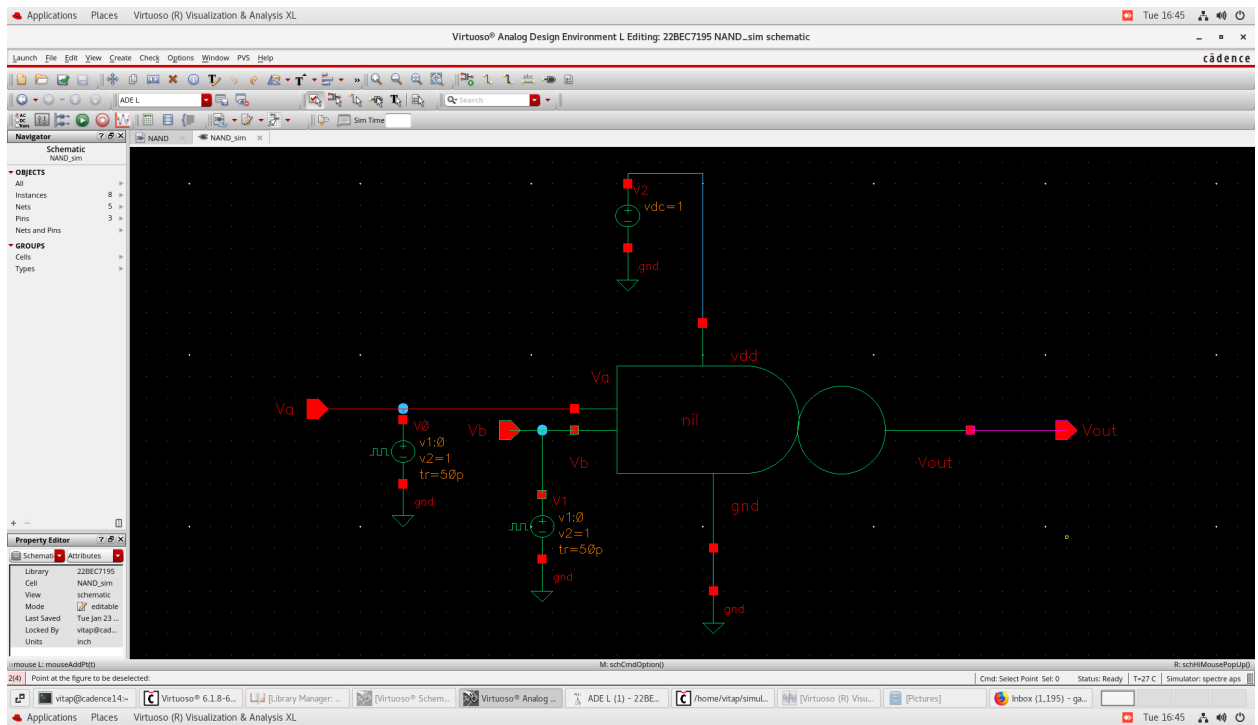 Applications Places Virtuoso (R) Visualization & Analysis XL Tue 16:45
Virtuoso® Analog Design Environment L Editing: 22BEC7195 NAND_sim schematic
Launch File Edit View Create Check Options Window PVS Help cādence
ADE L Search
Sim Time
Navigator ? NAND NAND_sim
Schematic
NAND_sim
OBJECTS
All
Instances 8
Nets 5
Pins 3
Nets and Pins
GROUPS
Cells
Types
V2
vdc=1
gnd
vdd
Va
nil
Va
V0
v1:0
v2=1
tr=50p
gnd
Vb
Vb
Vout
Vout
V1
v1:0
v2=1
tr=50p
gnd
gnd
gnd
Property Editor ?
Schemati Attributes
Library 22BEC7195
Cell NAND_sim
View schematic
Mode editable
Last Saved Tue Jan 23 ...
Locked By vitap@cad...
Units inch
mouse L: mouseAddPt(t) M: schCmdOption() R: schHiMousePopUp()
2(4) Point at the figure to be deselected: Cmd: Select Point Sel: 0 Status: Ready T=27 C Simulator: spectre aps
vitap@cadence14:~ Virtuoso® 6.1.8-6... [Library Manager: ... [Virtuoso® Schem... Virtuoso® Analog ... ADE L (1) - 22BE... /home/vitap/simul... [Virtuoso (R) Visu... [Pictures] Inbox (1,195) - ga...
Applications Places Virtuoso (R) Visualization & Analysis XL Tue 16:45